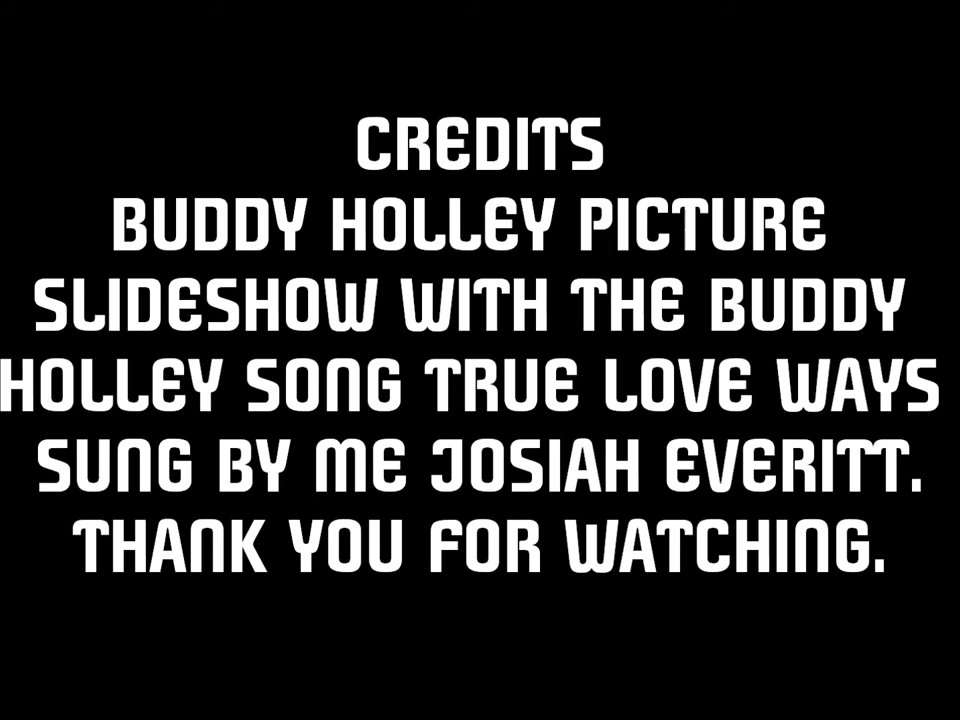 CREDITS
BUDDY HOLLEY PICTURE
SLIDESHOW WITH THE BUDDY
HOLLEY SONG TRUE LOVE WAYS
SUNG BY ME JOSIAH EVERITT.
THANK YOU FOR WATCHING.